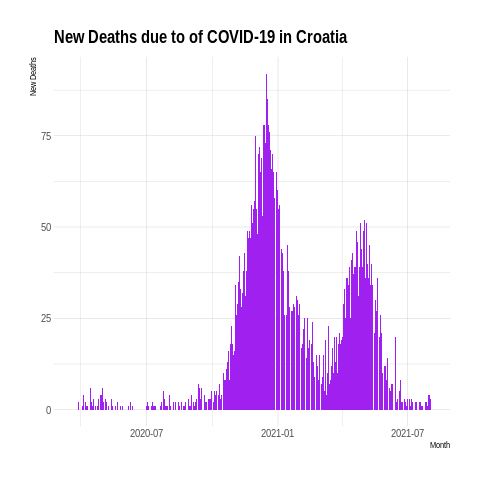 New Deaths due to of COVID-19 in Croatia
New Deaths
75
50
25
0
2020-07
2021-01
2021-07
Month